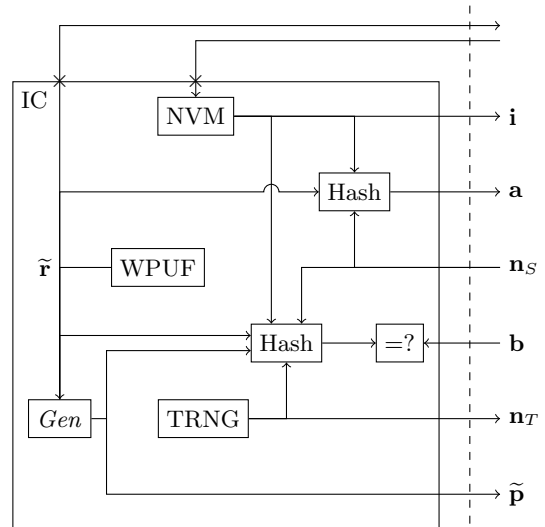 IC
NVM
i
Hash
a
r̃
WPUF
n_S
Hash
=?
b
Gen
TRNG
n_T
p̃